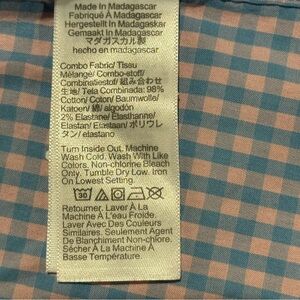 Made In Madagascar
Fabriqué À Madagascar
Hergestellt In Madagaskar
Gemaakt In Madagaskar
マダガスカル製
hecho en madagascar
Combo Fabric/ Tissu
Mélange/ Combo-stoff/
Combinatiestoffen/ 組み合わせ
生地/ Tela Combinada: 98%
Cotton/ Coton/ Baumwolle/
Katoen/ 綿/ algodón
2% Elastane/ Élasthanne/
Elastan/ Elastaan/ ポリウレ
タン/ elastano
Turn Inside Out, Machine
Wash Cold. Wash With Like
Colors. Non-chlorine Bleach
Only. Tumble Dry Low. Iron
On Lowest Setting.
30
Retourner. Laver À La
Machine À L'eau Froide.
Laver Avec Des Couleurs
Similaires. Seulement Agent
De Blanchiment Non-chlore.
Sécher À La Machine À
Basse Température.